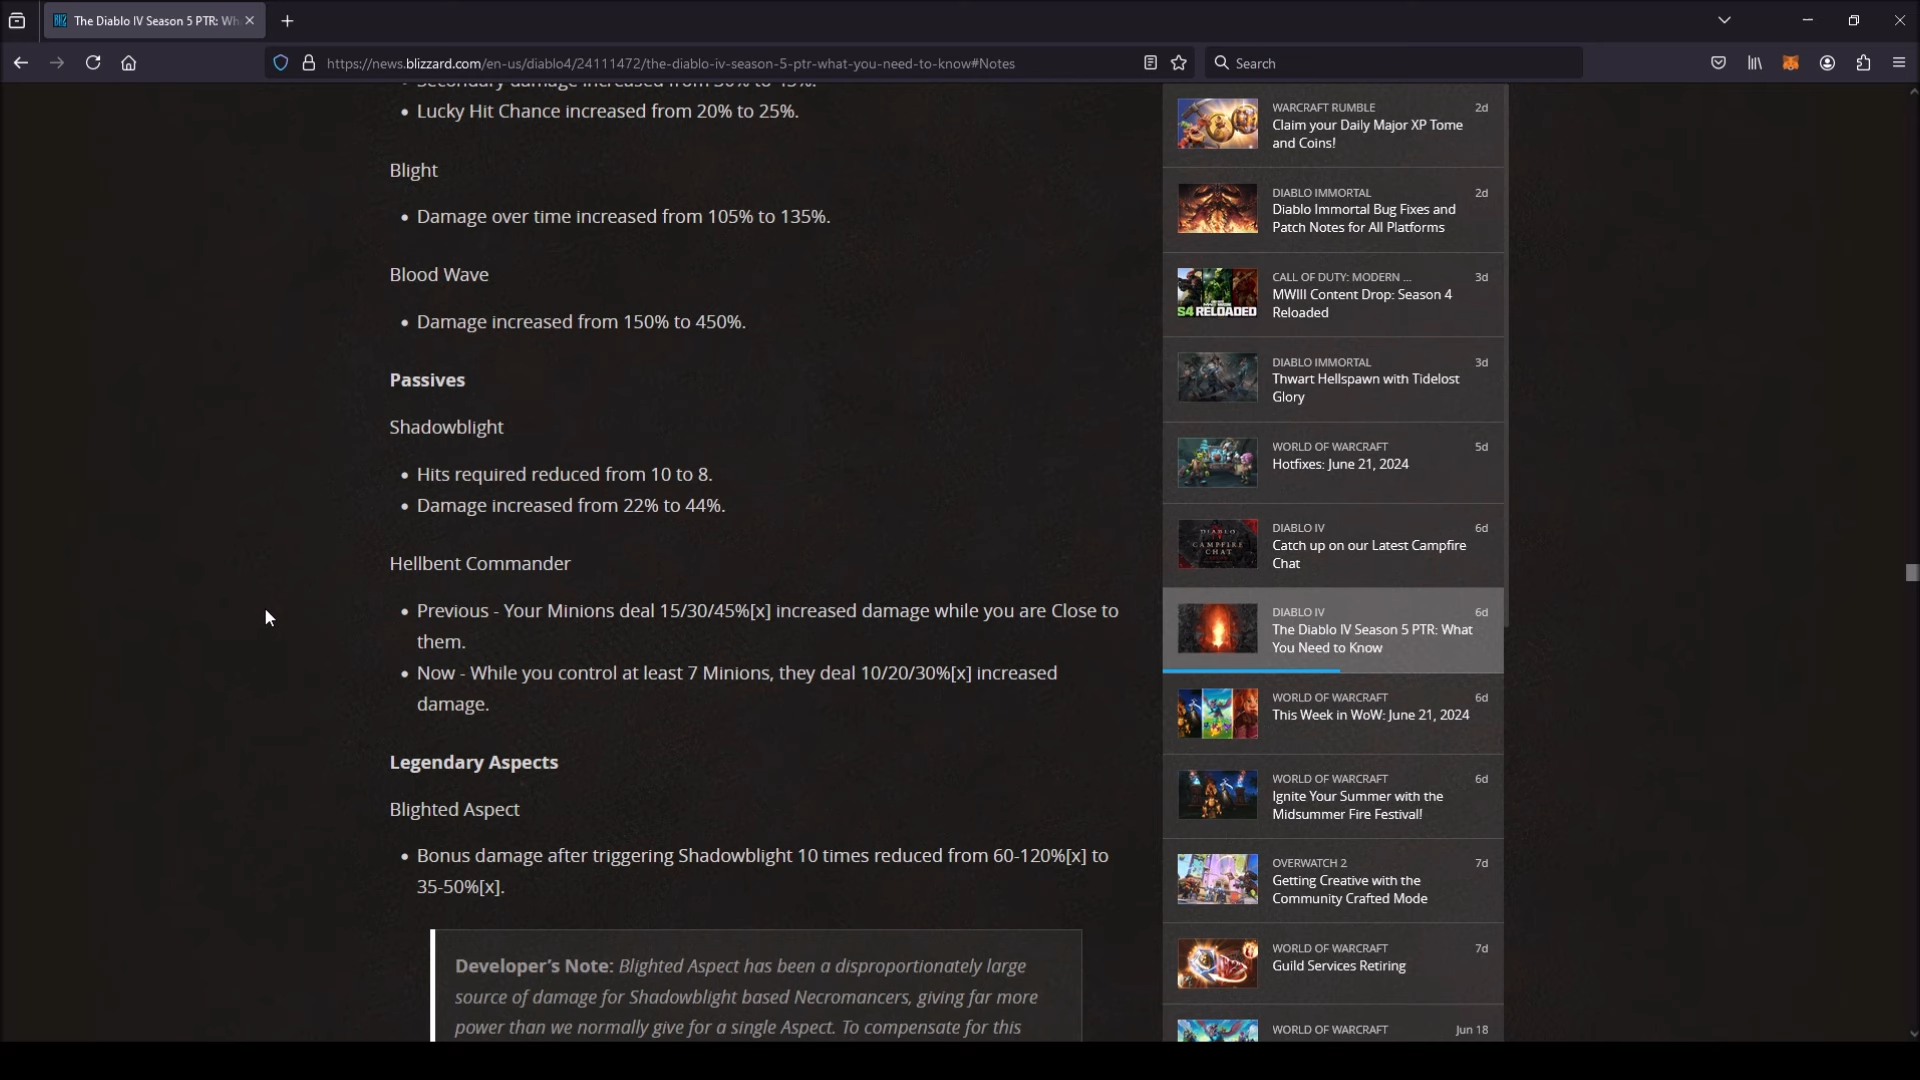 The Diablo IV Season 5 PTR: Wh
https://news.blizzard.com/en-us/diablo4/24111472/the-diablo-iv-season-5-ptr-what-you-need-to-know#Notes
Search
Secondary damage increased from 30% to 45%.
• Lucky Hit Chance increased from 20% to 25%.
Blight
• Damage over time increased from 105% to 135%.
Blood Wave
• Damage increased from 150% to 450%.
Passives
Shadowblight
• Hits required reduced from 10 to 8.
• Damage increased from 22% to 44%.
Hellbent Commander
• Previous - Your Minions deal 15/30/45%[x] increased damage while you are Close to
them.
• Now - While you control at least 7 Minions, they deal 10/20/30%[x] increased
damage.
Legendary Aspects
Blighted Aspect
• Bonus damage after triggering Shadowblight 10 times reduced from 60-120%[x] to
35-50%[x].
Developer's Note: Blighted Aspect has been a disproportionately large
source of damage for Shadowblight based Necromancers, giving far more
power than we normally give for a single Aspect. To compensate for this
WARCRAFT RUMBLE 2d
Claim your Daily Major XP Tome
and Coins!
DIABLO IMMORTAL 2d
Diablo Immortal Bug Fixes and
Patch Notes for All Platforms
CALL OF DUTY: MODERN ... 3d
MWIII Content Drop: Season 4
Reloaded
S4 RELOADED
DIABLO IMMORTAL 3d
Thwart Hellspawn with Tidelost
Glory
WORLD OF WARCRAFT 5d
Hotfixes: June 21, 2024
DIABLO IV 6d
Catch up on our Latest Campfire
Chat
DIABLO
CAMPFIRE
CHAT
DIABLO IV 6d
The Diablo IV Season 5 PTR: What
You Need to Know
WORLD OF WARCRAFT 6d
This Week in WoW: June 21, 2024
WORLD OF WARCRAFT 6d
Ignite Your Summer with the
Midsummer Fire Festival!
OVERWATCH 2 7d
Getting Creative with the
Community Crafted Mode
WORLD OF WARCRAFT 7d
Guild Services Retiring
WORLD OF WARCRAFT Jun 18